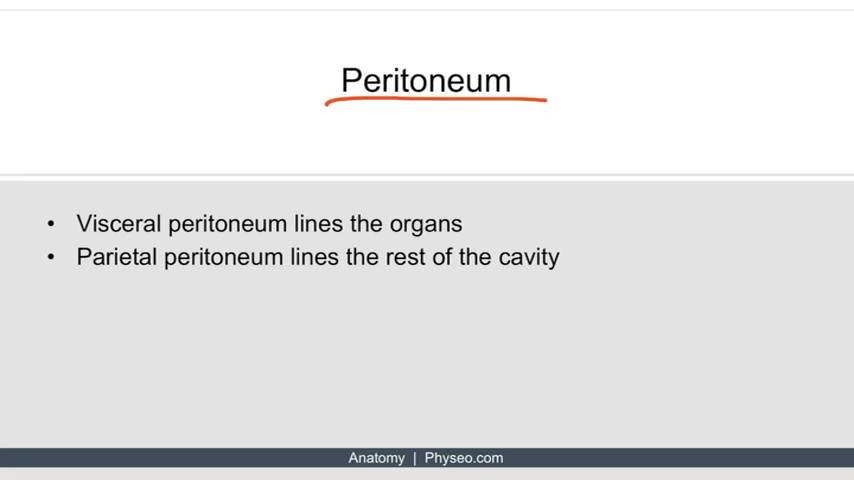 Peritoneum
• Visceral peritoneum lines the organs
• Parietal peritoneum lines the rest of the cavity
Anatomy | Physeo.com